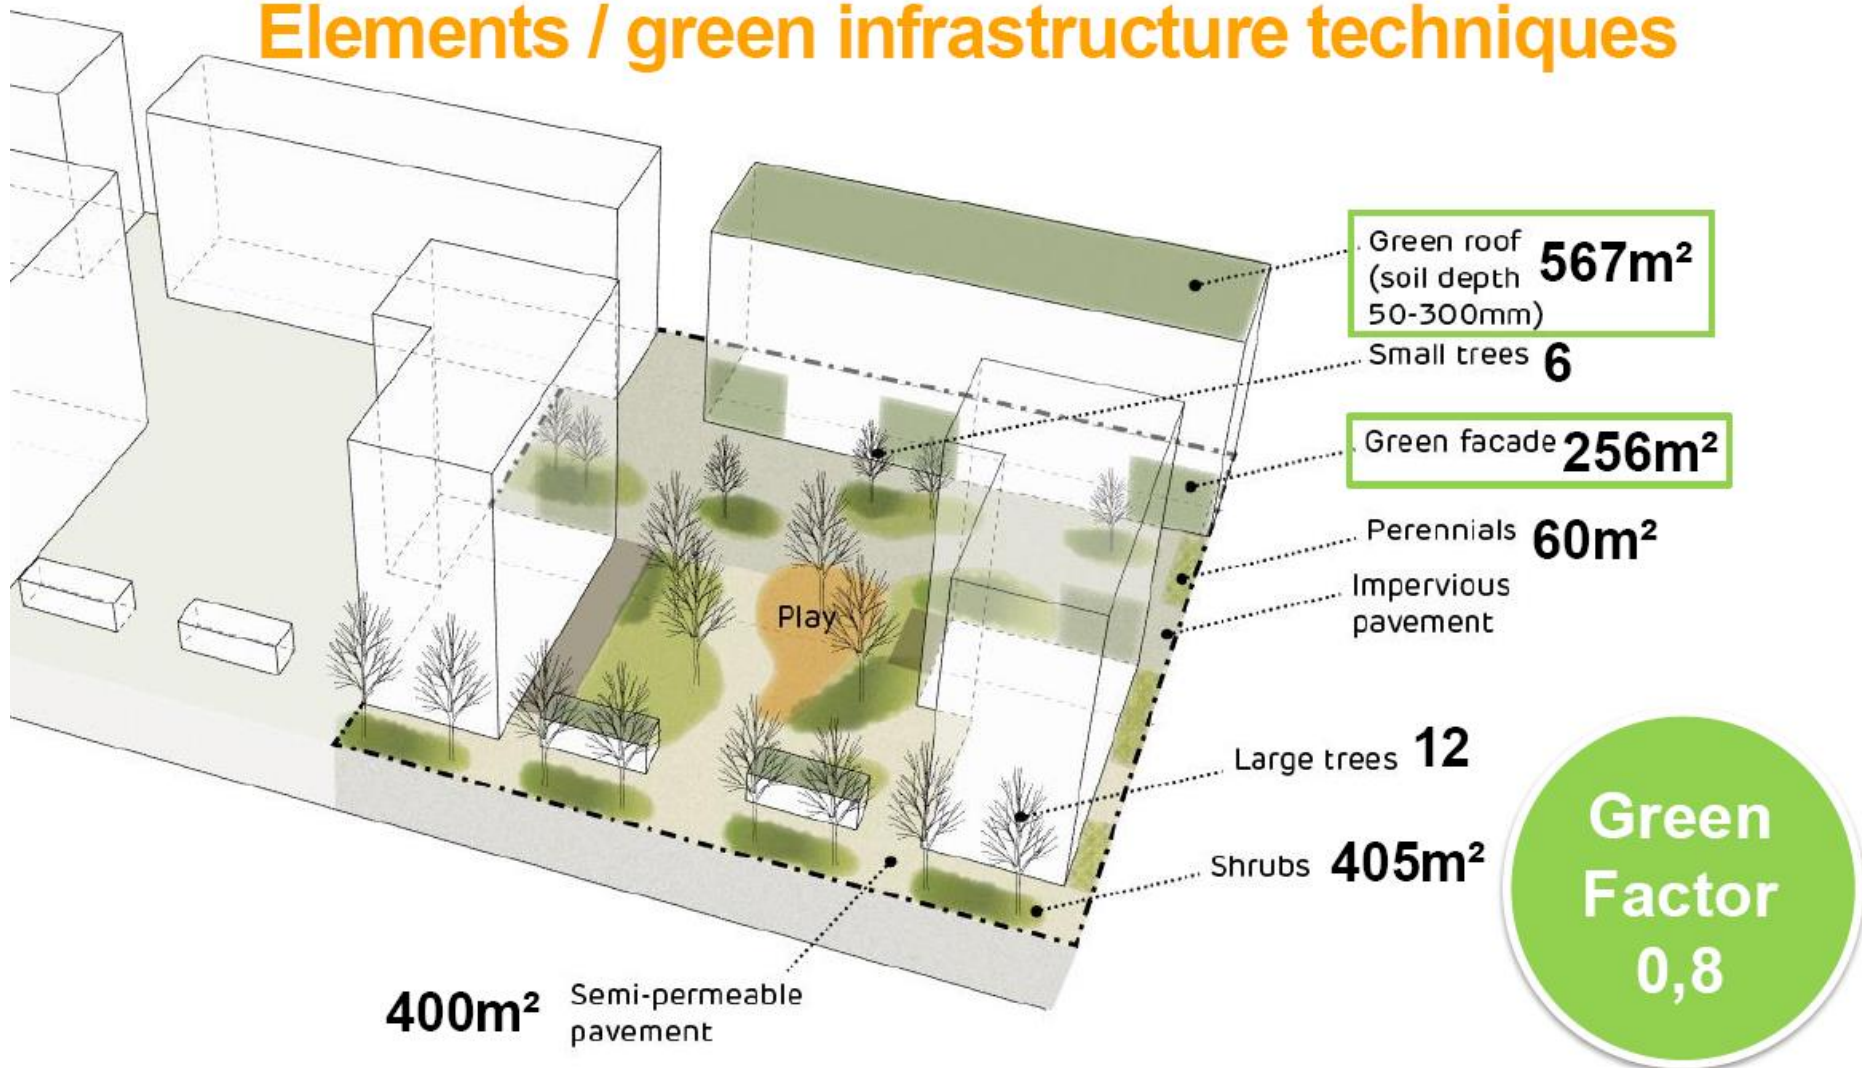 Elements / green infrastructure techniques
Green roof
(soil depth
50-300mm)
567m²
Small trees 6
Green facade 256m²
Perennials 60m²
Impervious
pavement
Play
Large trees 12
Shrubs 405m²
Green
Factor
0,8
400m²
Semi-permeable
pavement